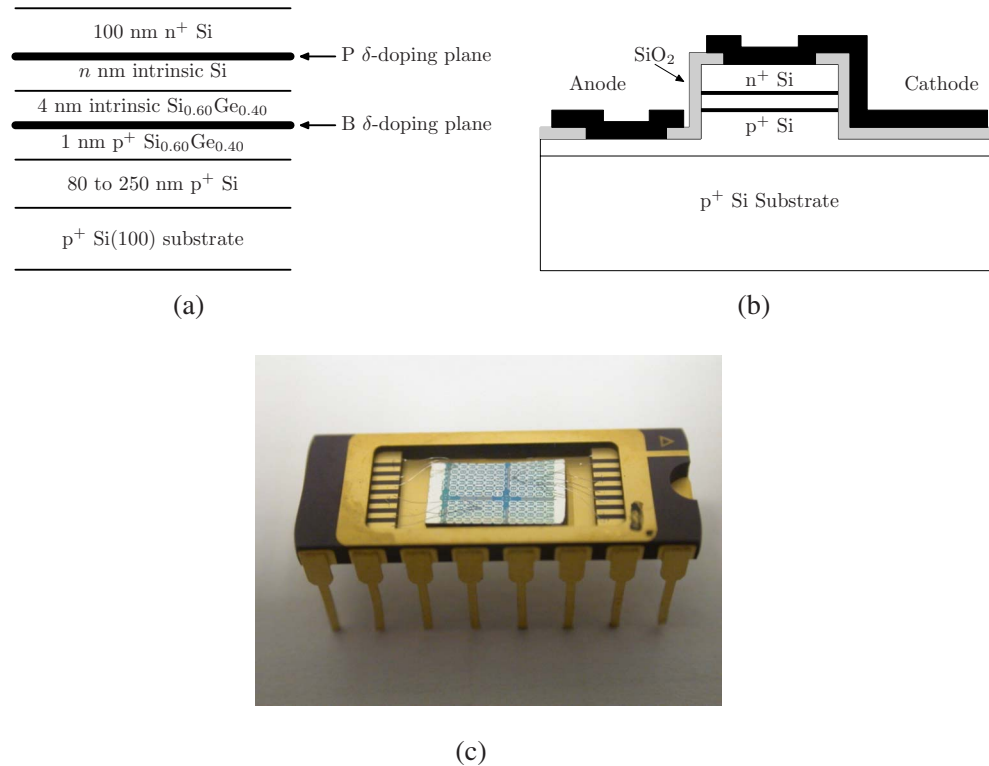 100 nm n⁺ Si
P δ-doping plane
n nm intrinsic Si
4 nm intrinsic Si₀.₆₀Ge₀.₄₀
B δ-doping plane
1 nm p⁺ Si₀.₆₀Ge₀.₄₀
80 to 250 nm p⁺ Si
p⁺ Si(100) substrate
(a)
SiO₂
Anode
n⁺ Si
Cathode
p⁺ Si
p⁺ Si Substrate
(b)
(c)